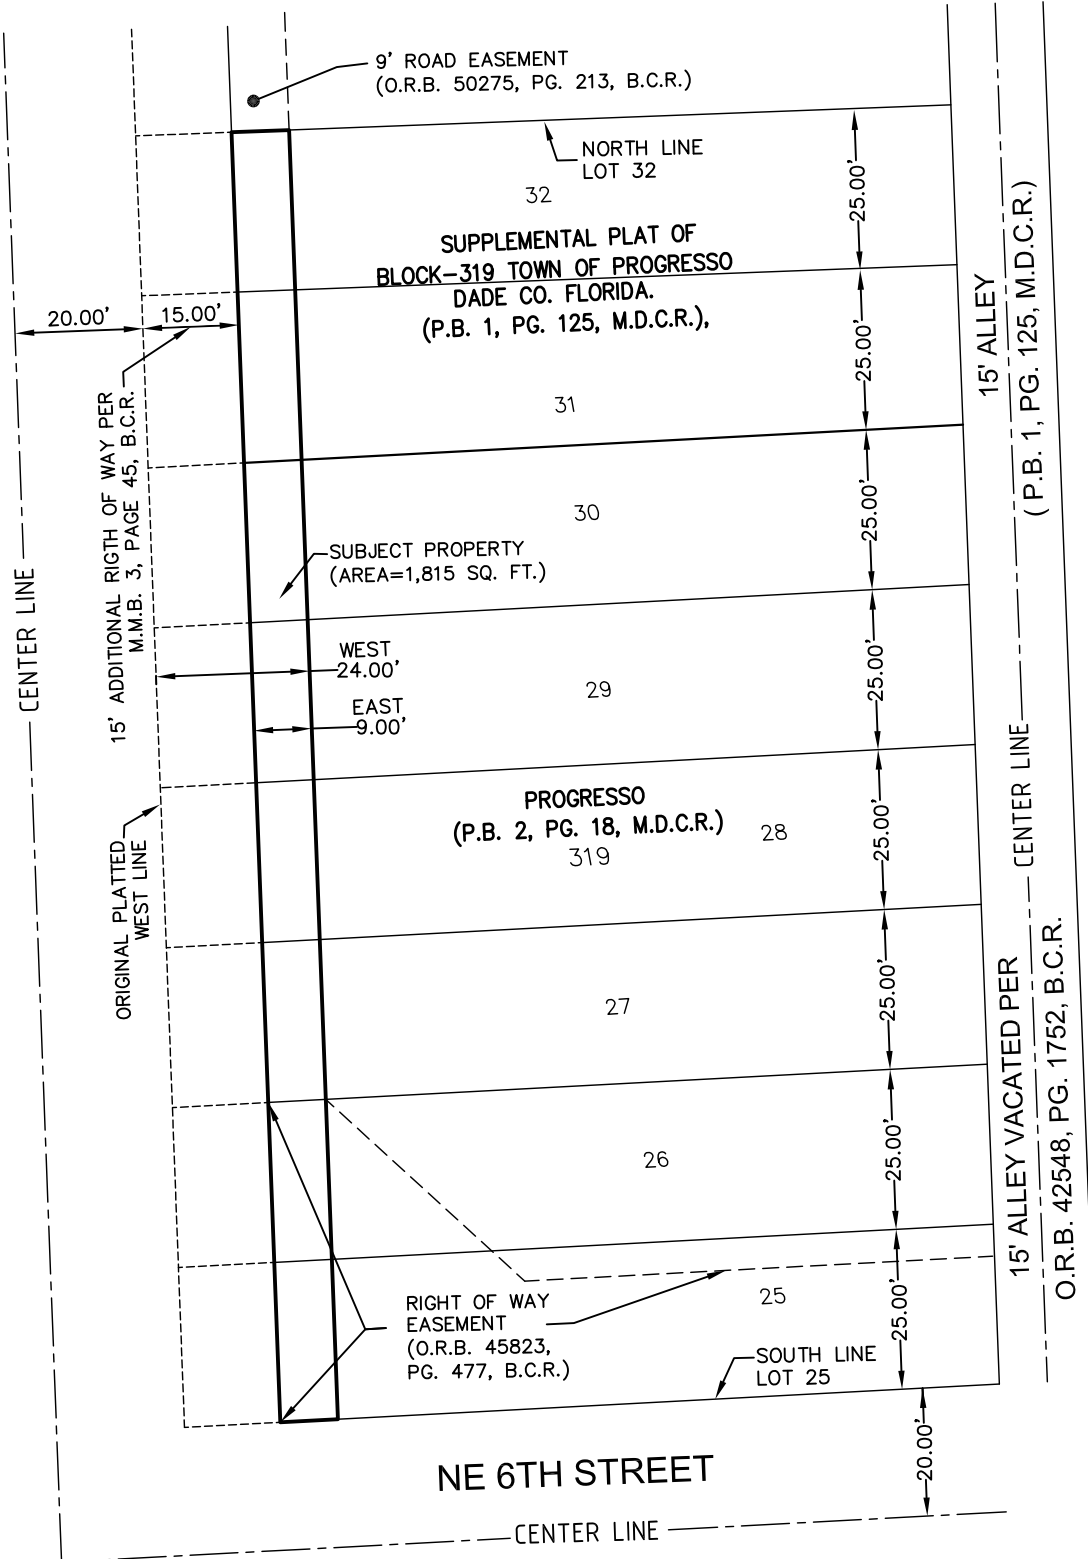 9' ROAD EASEMENT
(O.R.B. 50275, PG. 213, B.C.R.)
NORTH LINE
LOT 32
32
25.00'
SUPPLEMENTAL PLAT OF
BLOCK-319 TOWN OF PROGRESSO
DADE CO. FLORIDA.
(P.B. 1, PG. 125, M.D.C.R.),
20.00'
15.00'
25.00'
15' ALLEY
( P.B. 1, PG. 125, M.D.C.R.)
31
15' ADDITIONAL RIGTH OF WAY PER
M.M.B. 3, PAGE 45, B.C.R.
30
25.00'
SUBJECT PROPERTY
(AREA=1,815 SQ. FT.)
CENTER LINE
WEST
24.00'
29
25.00'
EAST
9.00'
CENTER LINE
PROGRESSO
(P.B. 2, PG. 18, M.D.C.R.)
28
319
25.00'
ORIGINAL PLATTED
WEST LINE
27
25.00'
15' ALLEY VACATED PER
O.R.B. 42548, PG. 1752, B.C.R.
26
25.00'
RIGHT OF WAY
EASEMENT
(O.R.B. 45823,
PG. 477, B.C.R.)
25
25.00'
SOUTH LINE
LOT 25
20.00'
NE 6TH STREET
CENTER LINE